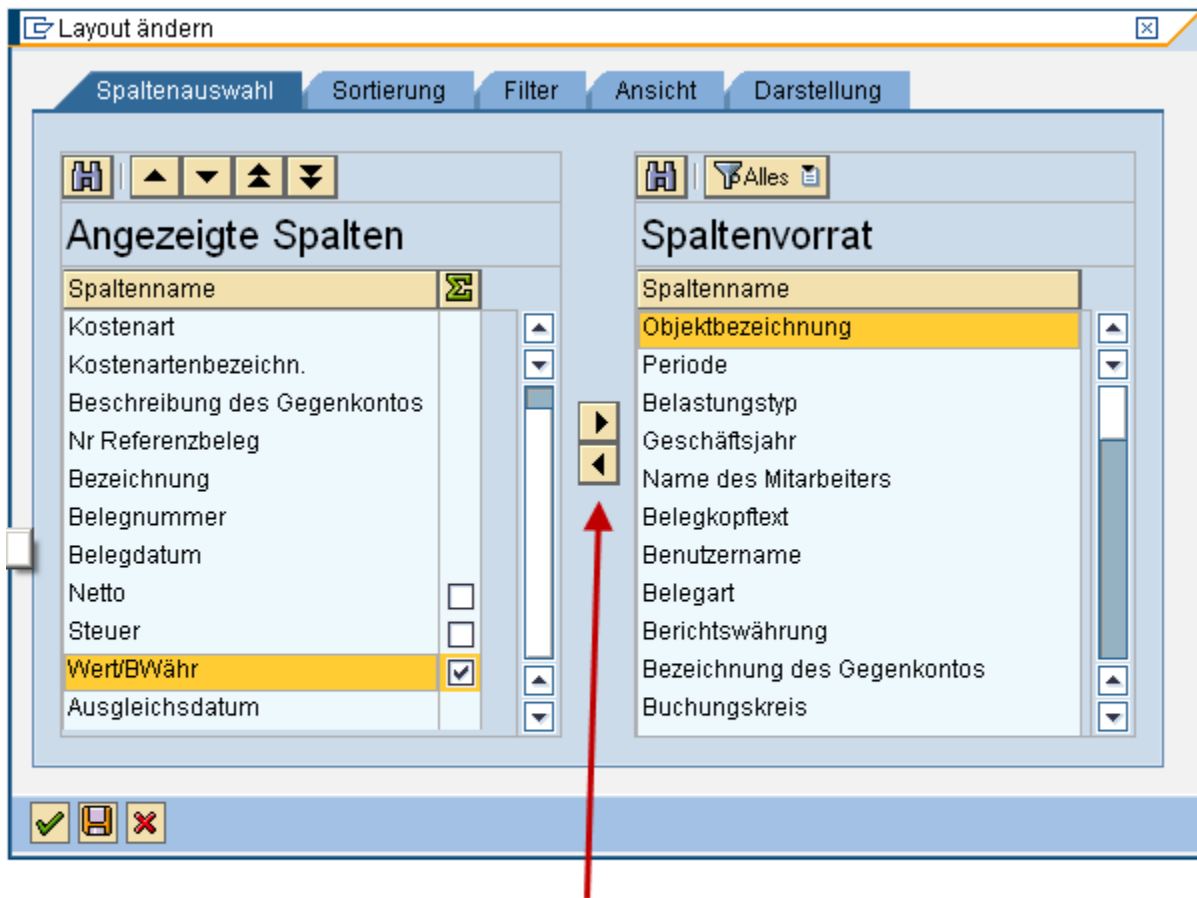 Layout ändern
Spaltenauswahl Sortierung Filter Ansicht Darstellung
Alles
Angezeigte Spalten
Spaltenname
Kostenart
Kostenartenbezeichn.
Beschreibung des Gegenkontos
Nr Referenzbeleg
Bezeichnung
Belegnummer
Belegdatum
Netto
Steuer
Wert/BWähr
Ausgleichsdatum
Spaltenvorrat
Spaltenname
Objektbezeichnung
Periode
Belastungstyp
Geschäftsjahr
Name des Mitarbeiters
Belegkopftext
Benutzername
Belegart
Berichtswährung
Bezeichnung des Gegenkontos
Buchungskreis